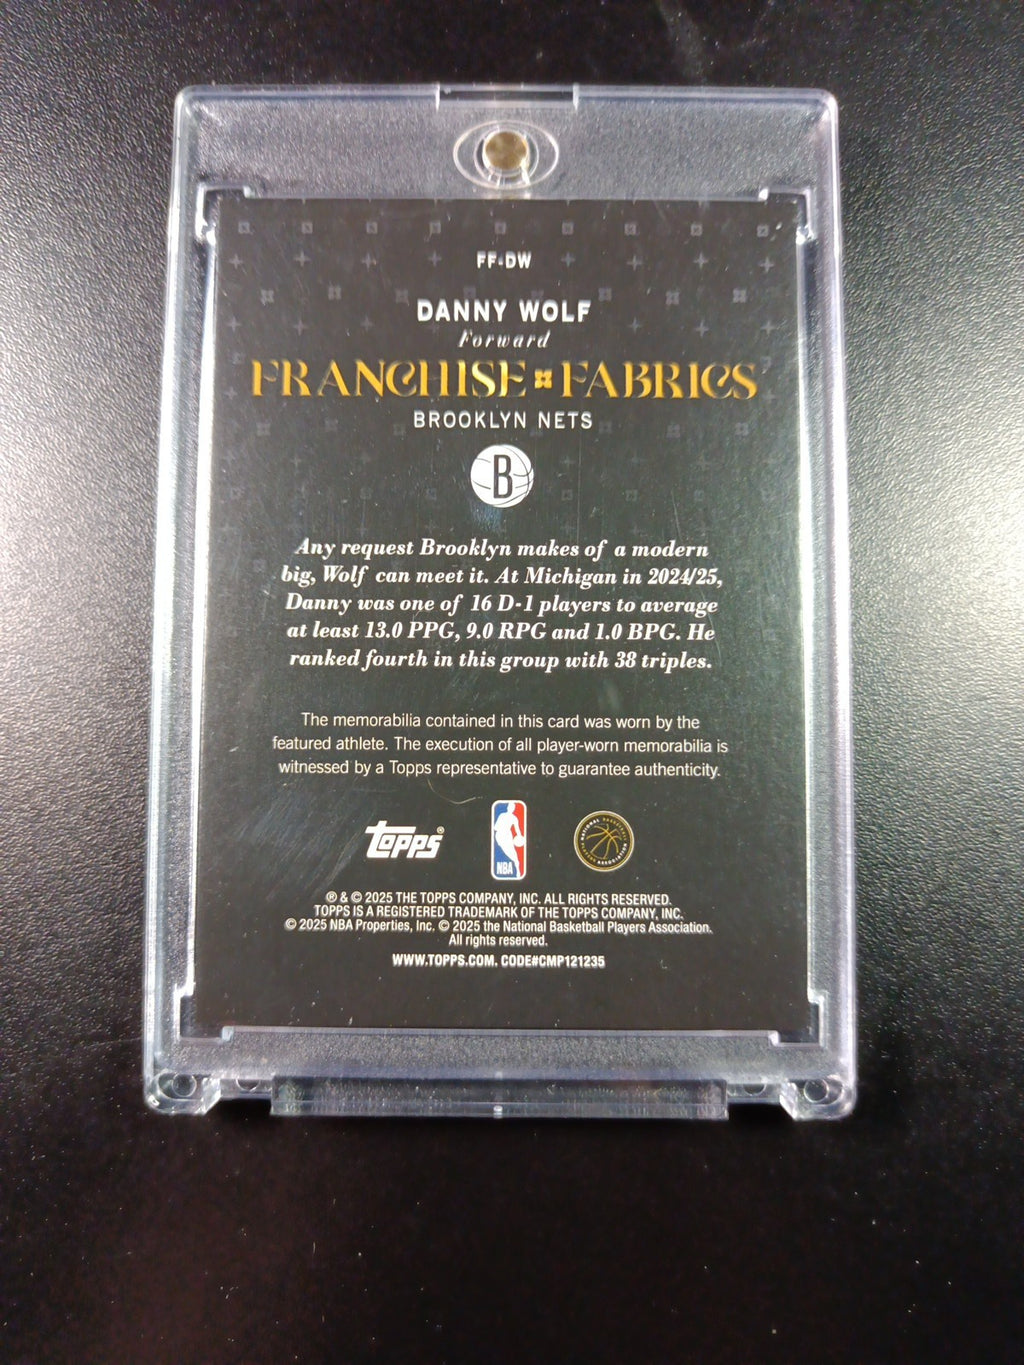 FF-DW
DANNY WOLF
Forward
FRANCHISE FABRICS
BROOKLYN NETS
B
Any request Brooklyn makes of a modern
big, Wolf can meet it. At Michigan in 2024/25,
Danny was one of 16 D-1 players to average
at least 13.0 PPG, 9.0 RPG and 1.0 BPG. He
ranked fourth in this group with 38 triples.
The memorabilia contained in this card was worn by the
featured athlete. The execution of all player-worn memorabilia is
witnessed by a Topps representative to guarantee authenticity.
topps®
NBA
NATIONAL BASKETBALL PLAYERS ASSOCIATION
® & © 2025 THE TOPPS COMPANY, INC. ALL RIGHTS RESERVED.
TOPPS IS A REGISTERED TRADEMARK OF THE TOPPS COMPANY, INC.
© 2025 NBA Properties, Inc. © 2025 the National Basketball Players Association.
All rights reserved.
WWW.TOPPS.COM. CODE#CMP121235